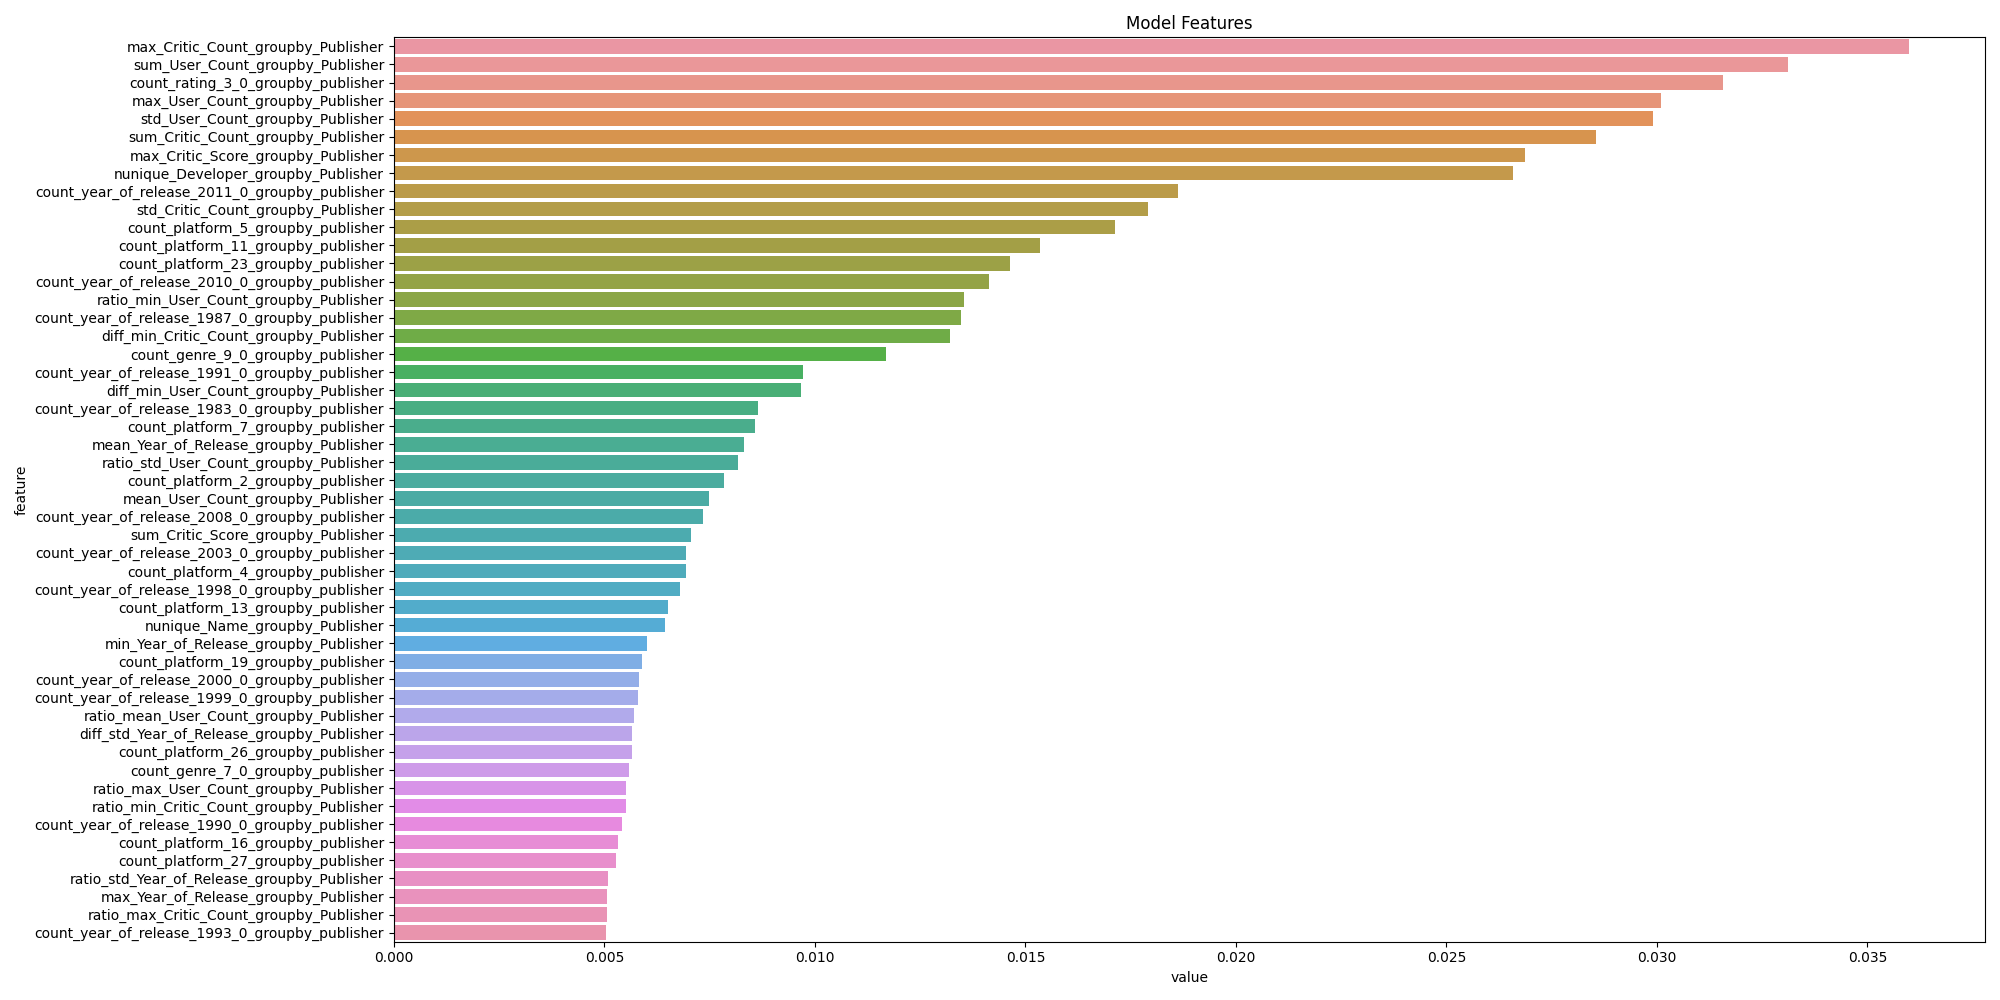 Model Features
max_Critic_Count_groupby_Publisher
sum_User_Count_groupby_Publisher
count_rating_3_0_groupby_publisher
max_User_Count_groupby_Publisher
std_User_Count_groupby_Publisher
sum_Critic_Count_groupby_Publisher
max_Critic_Score_groupby_Publisher
nunique_Developer_groupby_Publisher
count_year_of_release_2011_0_groupby_publisher
std_Critic_Count_groupby_Publisher
count_platform_5_groupby_publisher
count_platform_11_groupby_publisher
count_platform_23_groupby_publisher
count_year_of_release_2010_0_groupby_publisher
ratio_min_User_Count_groupby_Publisher
count_year_of_release_1987_0_groupby_publisher
diff_min_Critic_Count_groupby_Publisher
count_genre_9_0_groupby_publisher
count_year_of_release_1991_0_groupby_publisher
diff_min_User_Count_groupby_Publisher
count_year_of_release_1983_0_groupby_publisher
count_platform_7_groupby_publisher
mean_Year_of_Release_groupby_Publisher
ratio_std_User_Count_groupby_Publisher
count_platform_2_groupby_publisher
mean_User_Count_groupby_Publisher
count_year_of_release_2008_0_groupby_publisher
sum_Critic_Score_groupby_Publisher
count_year_of_release_2003_0_groupby_publisher
count_platform_4_groupby_publisher
count_year_of_release_1998_0_groupby_publisher
count_platform_13_groupby_publisher
nunique_Name_groupby_Publisher
min_Year_of_Release_groupby_Publisher
count_platform_19_groupby_publisher
count_year_of_release_2000_0_groupby_publisher
count_year_of_release_1999_0_groupby_publisher
ratio_mean_User_Count_groupby_Publisher
diff_std_Year_of_Release_groupby_Publisher
count_platform_26_groupby_publisher
count_genre_7_0_groupby_publisher
ratio_max_User_Count_groupby_Publisher
ratio_min_Critic_Count_groupby_Publisher
count_year_of_release_1990_0_groupby_publisher
count_platform_16_groupby_publisher
count_platform_27_groupby_publisher
ratio_std_Year_of_Release_groupby_Publisher
max_Year_of_Release_groupby_Publisher
ratio_max_Critic_Count_groupby_Publisher
count_year_of_release_1993_0_groupby_publisher
feature
0.000 0.005 0.010 0.015 0.020 0.025 0.030 0.035
value